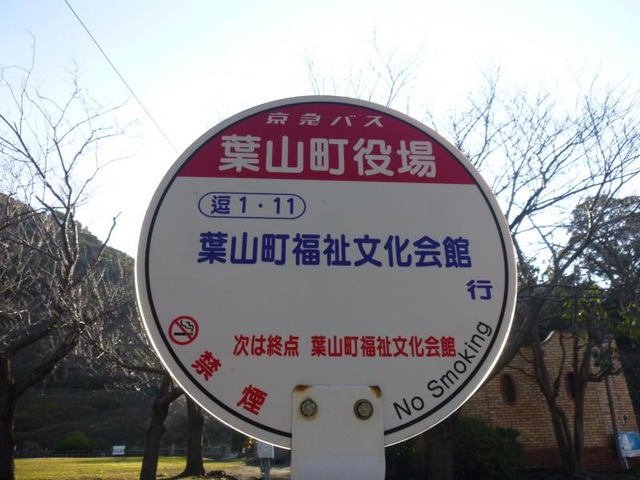 京急バス
葉山町役場
逗1・11
葉山町福祉文化会館
行
次は終点 葉山町福祉文化会館
禁煙
No Smoking